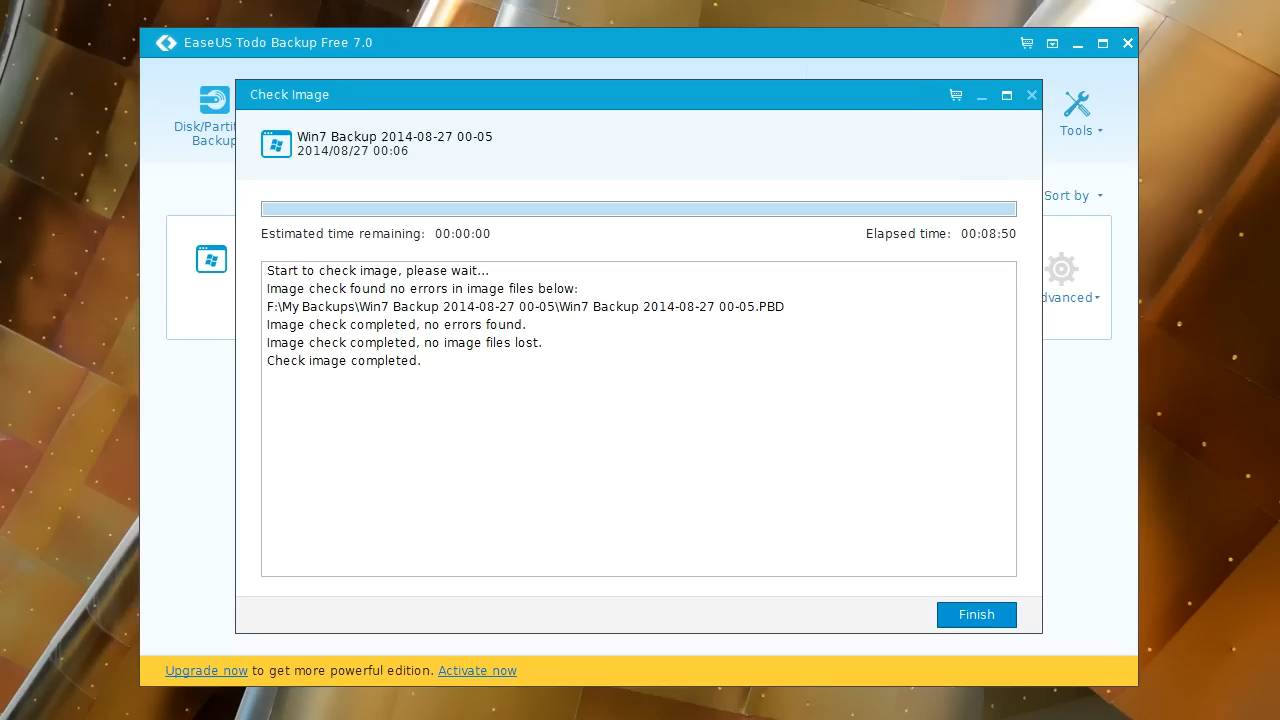 EaseUS Todo Backup Free 7.0
Check Image
Disk/Partit
Backup
Tools
Win7 Backup 2014-08-27 00-05
2014/08/27 00:06
Sort by
Estimated time remaining: 00:00:00
Elapsed time: 00:08:50
Start to check image, please wait...
Image check found no errors in image files below:
F:\My Backups\Win7 Backup 2014-08-27 00-05\Win7 Backup 2014-08-27 00-05.PBD
Image check completed, no errors found.
Image check completed, no image files lost.
Check image completed.
dvanced
Finish
Upgrade now to get more powerful edition. Activate now